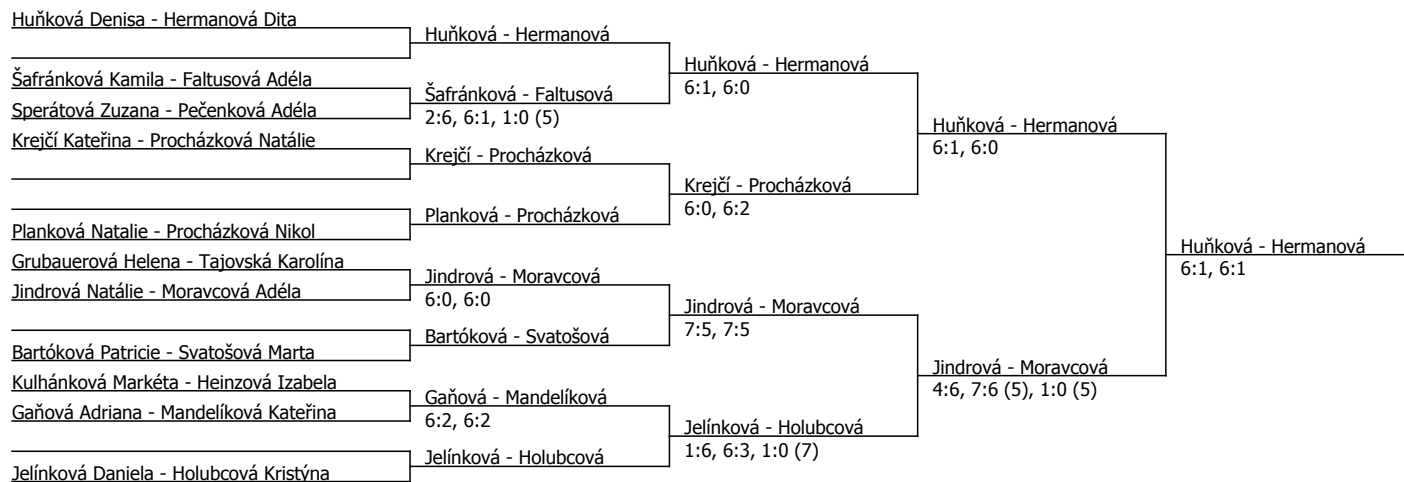 Huňková Denisa - Hermanová Dita
Šafránková Kamila - Faltusová Adéla
Sperátová Zuzana - Pečenková Adéla
Krejčí Kateřina - Procházková Natálie
Planková Natalie - Procházková Nikol
Grubauerová Helena - Tajovská Karolína
Jindrová Natálie - Moravcová Adéla
Bartóková Patricie - Svatošová Marta
Kulhánková Markéta - Heinzová Izabela
Gaňová Adriana - Mandelíková Kateřina
Jelínková Daniela - Holubcová Kristýna
Huňková - Hermanová
Šafránková - Faltusová
2:6, 6:1, 1:0 (5)
Krejčí - Procházková
Planková - Procházková
Jindrová - Moravcová
6:0, 6:0
Bartóková - Svatošová
Gaňová - Mandelíková
6:2, 6:2
Jelínková - Holubcová
Huňková - Hermanová
6:1, 6:0
Krejčí - Procházková
6:0, 6:2
Jindrová - Moravcová
7:5, 7:5
Jelínková - Holubcová
1:6, 6:3, 1:0 (7)
Huňková - Hermanová
6:1, 6:0
Jindrová - Moravcová
4:6, 7:6 (5), 1:0 (5)
Huňková - Hermanová
6:1, 6:1